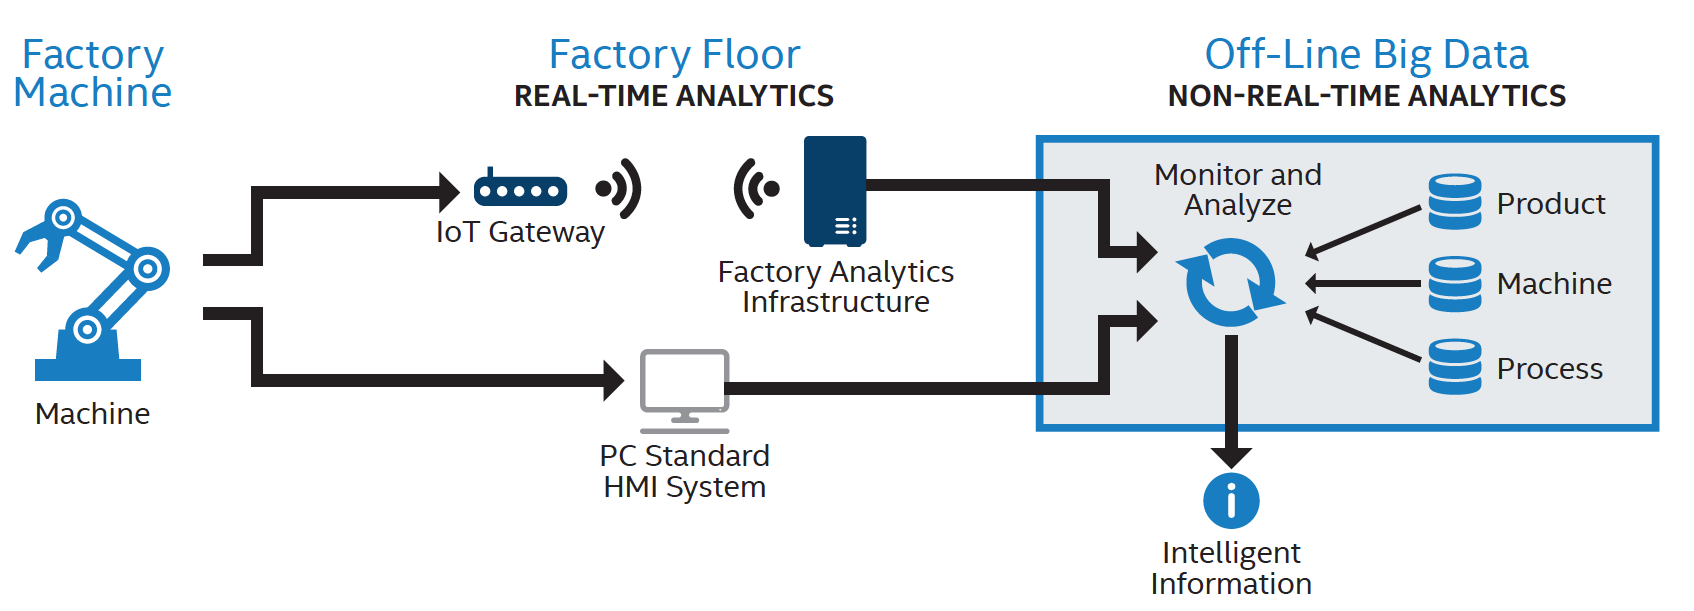 Factory
Machine
Factory Floor
REAL-TIME ANALYTICS
Off-Line Big Data
NON-REAL-TIME ANALYTICS
Machine
IoT Gateway
Factory Analytics
Infrastructure
PC Standard
HMI System
Monitor and
Analyze
Product
Machine
Process
Intelligent
Information